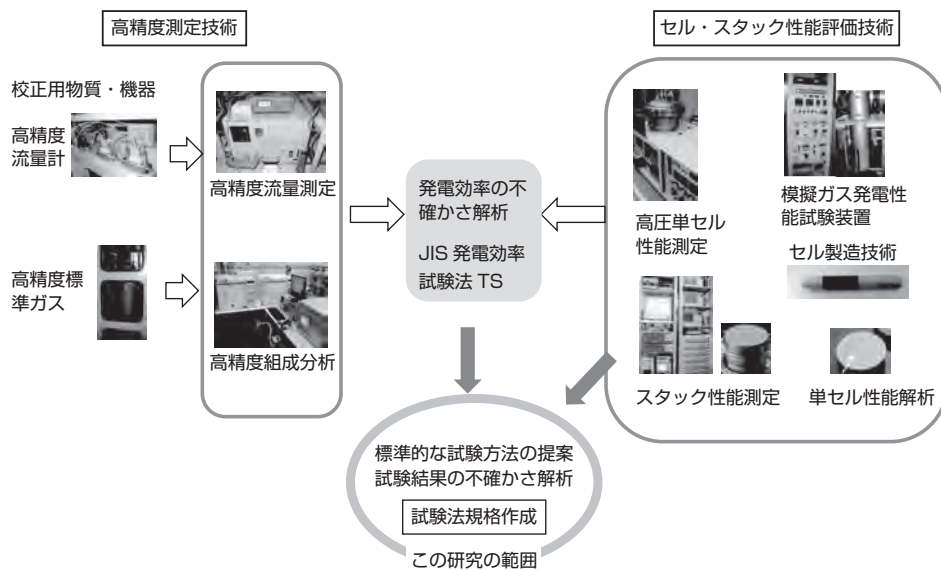 高精度測定技術
校正用物質・機器
高精度
流量計
高精度流量測定
高精度標
準ガス
高精度組成分析
発電効率の不
確かさ解析
JIS 発電効率
試験法 TS
セル・スタック性能評価技術
高圧単セル
性能測定
模擬ガス発電性
能試験装置
セル製造技術
スタック性能測定
単セル性能解析
標準的な試験方法の提案
試験結果の不確かさ解析
試験法規格作成
この研究の範囲